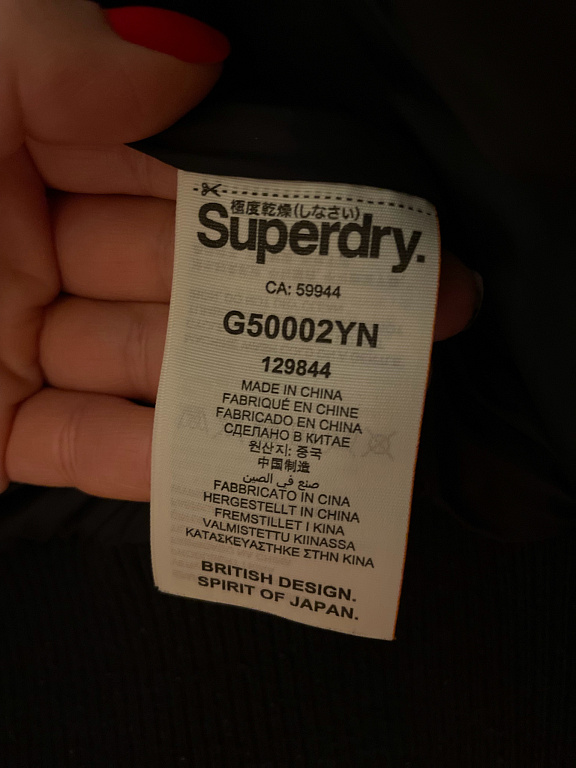 極度乾燥(しなさい)
Superdry.
CA: 59944
G50002YN
129844
MADE IN CHINA
FABRIQUÉ EN CHINE
FABRICADO EN CHINA
СДЕЛАНО В КИТАЕ
원산지: 중국
中国制造
صنع في الصين
FABBRICATO IN CINA
HERGESTELLT IN CHINA
FREMSTILLET I KINA
VALMISTETTU KIINASSA
ΚΑΤΑΣΚΕΥΑΣΤΗΚΕ ΣΤΗΝ ΚΙΝΑ
BRITISH DESIGN.
SPIRIT OF JAPAN.